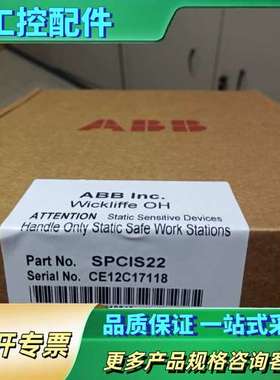 工控配件
ABB
ABB Inc.
Wickliffe OH
ATTENTION Static Sensitive Devices
Handle Only Static Safe Work Stations
Part No. SPCIS22
Serial No. CE12C17118
开专票
品质保证 一站式采
更多产品规格咨询客